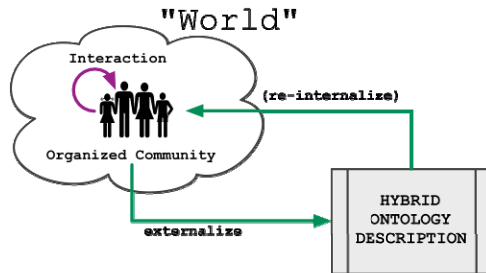 "World"
Interaction
(re-internalize)
Organized Community
externalize
HYBRID
ONTOLOGY
DESCRIPTION